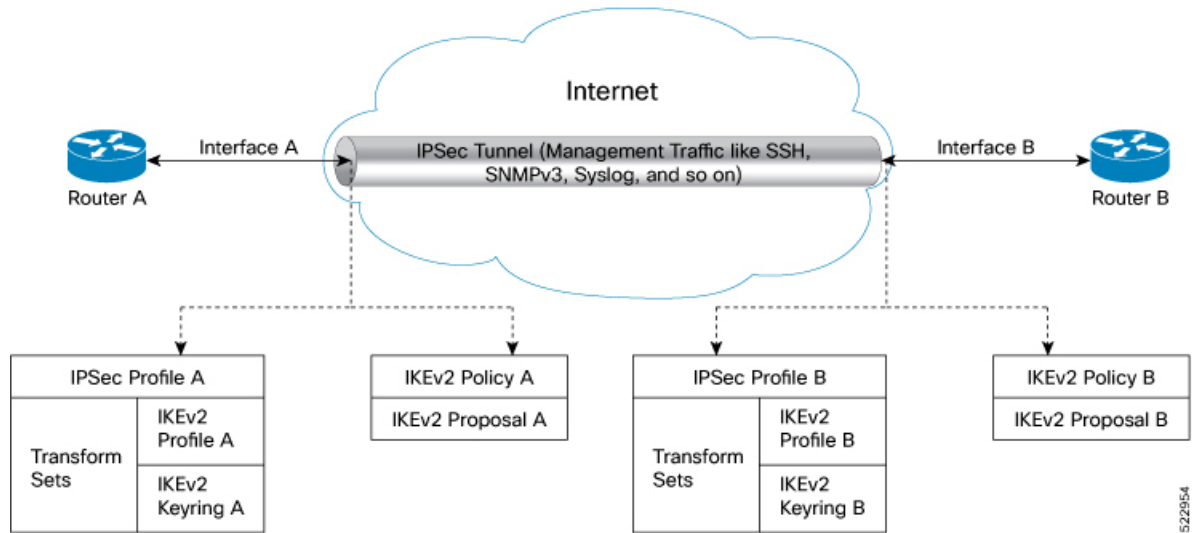 Internet
Interface A
IPSec Tunnel (Management Traffic like SSH,
SNMPv3, Syslog, and so on)
Interface B
Router A
Router B
IPSec Profile A
Transform
Sets
IKEv2
Profile A
IKEv2
Keyring A
IKEv2 Policy A
IKEv2 Proposal A
IPSec Profile B
Transform
Sets
IKEv2
Profile B
IKEv2
Keyring B
IKEv2 Policy B
IKEv2 Proposal B
522954